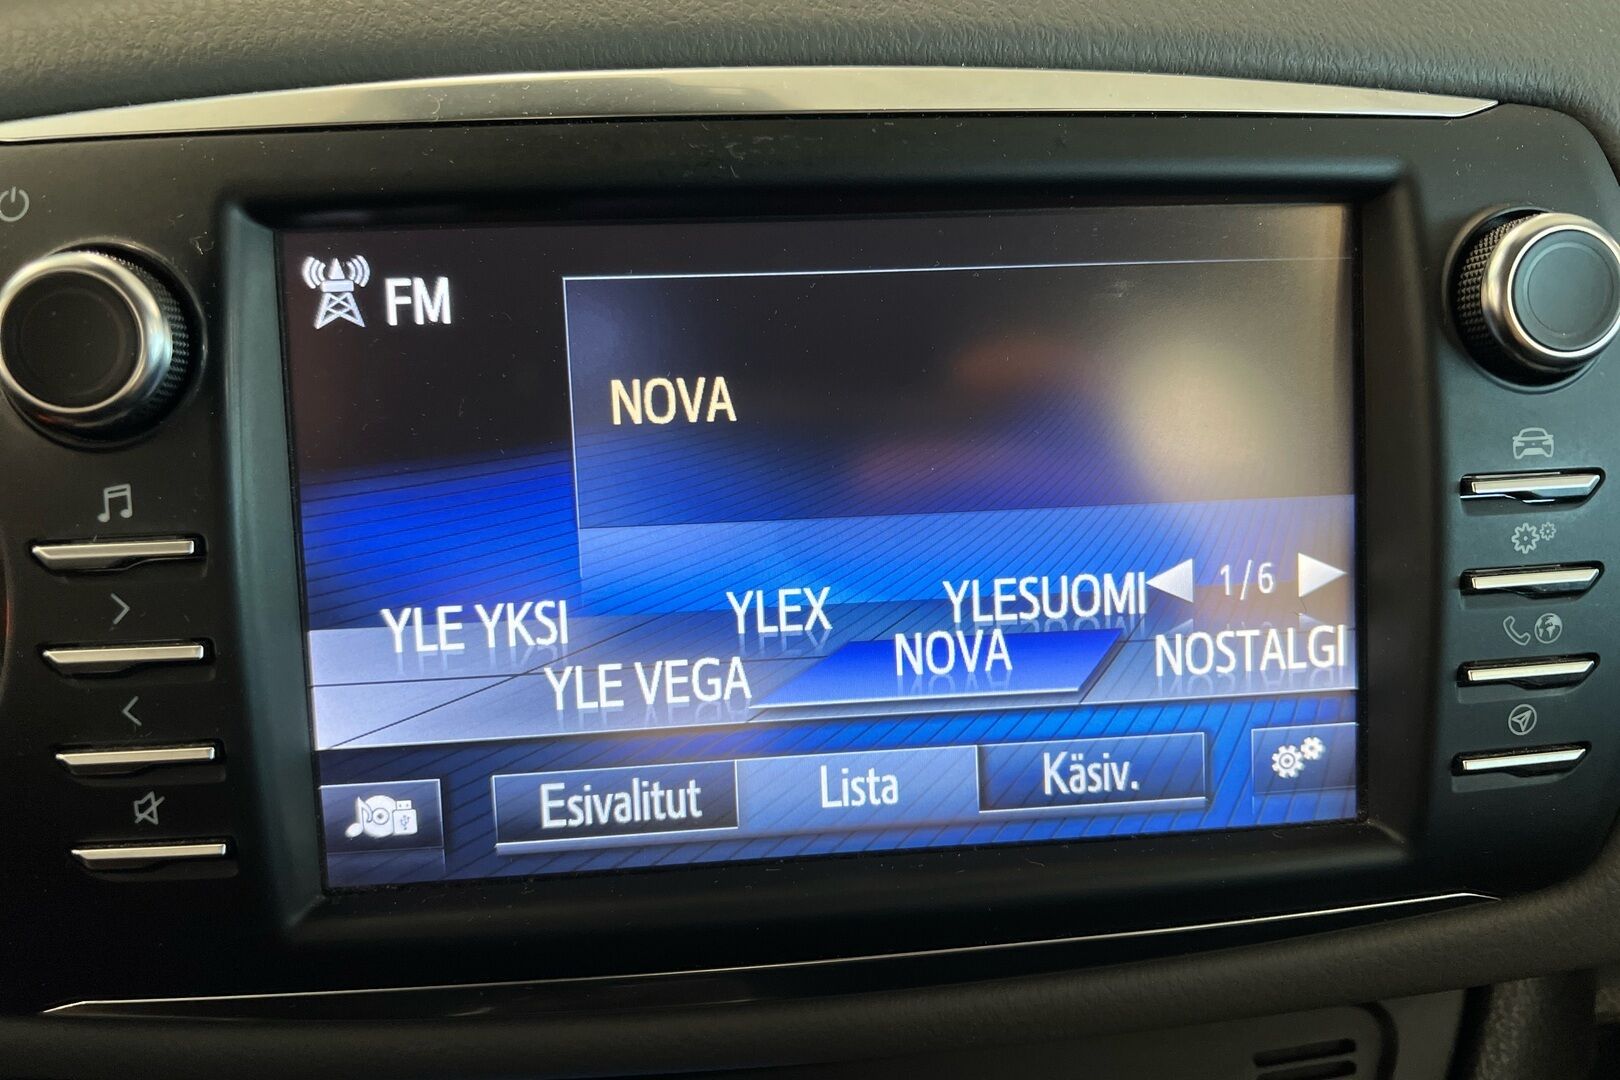 FM
NOVA
YLE YKSI YLEX YLESUOMI 1/6
YLE VEGA NOVA NOSTALGI
Esivalitut Lista Käsiv.